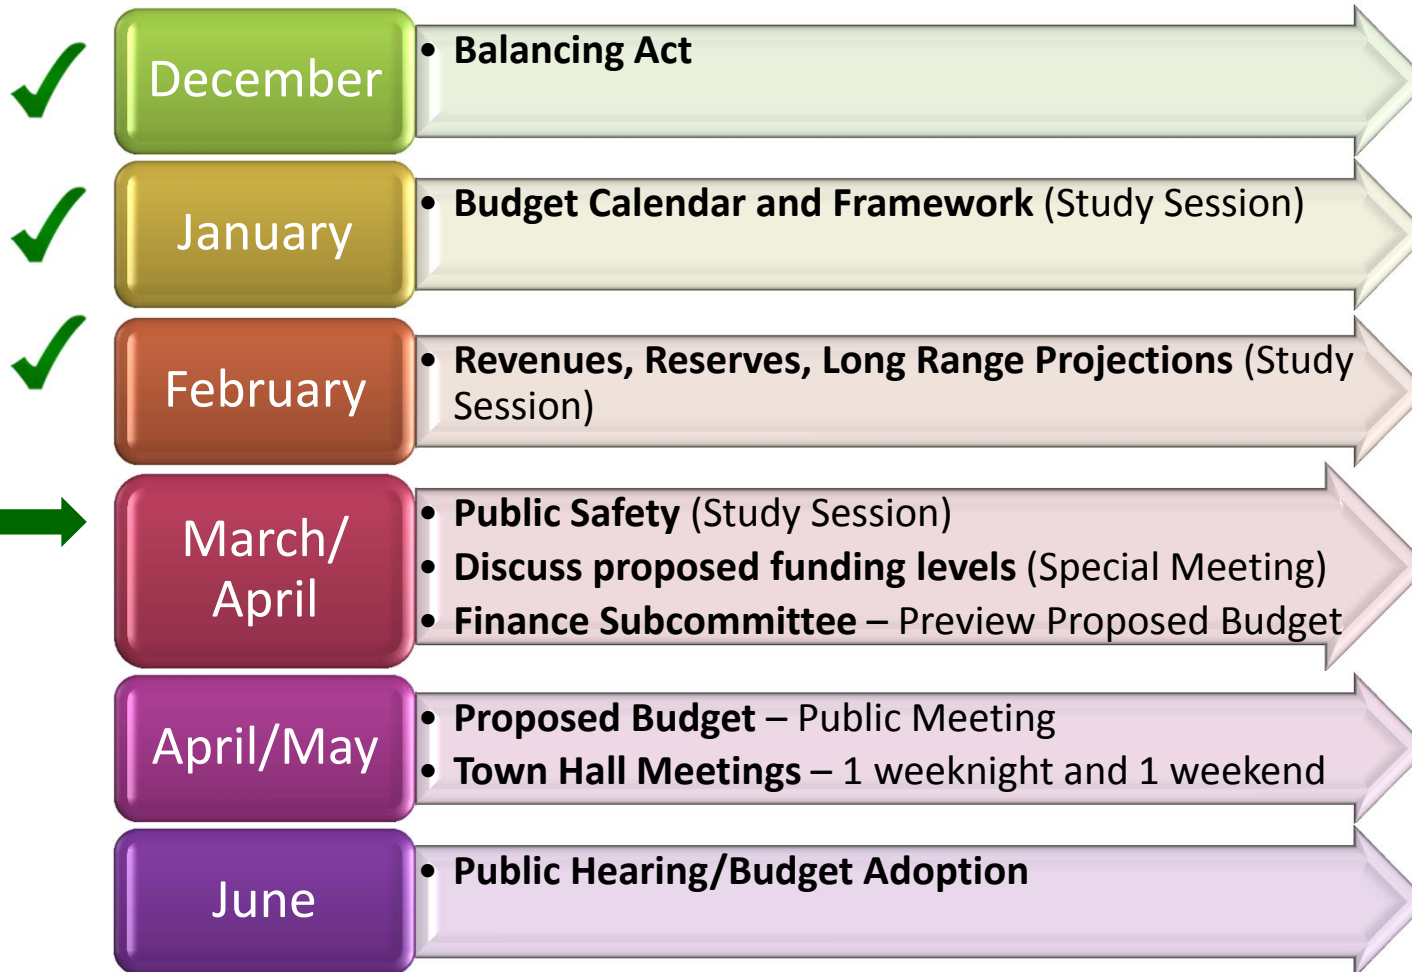 December
• Balancing Act
January
• Budget Calendar and Framework (Study Session)
February
• Revenues, Reserves, Long Range Projections (Study
Session)
March/
April
• Public Safety (Study Session)
• Discuss proposed funding levels (Special Meeting)
• Finance Subcommittee – Preview Proposed Budget
April/May
• Proposed Budget – Public Meeting
• Town Hall Meetings – 1 weeknight and 1 weekend
June
• Public Hearing/Budget Adoption